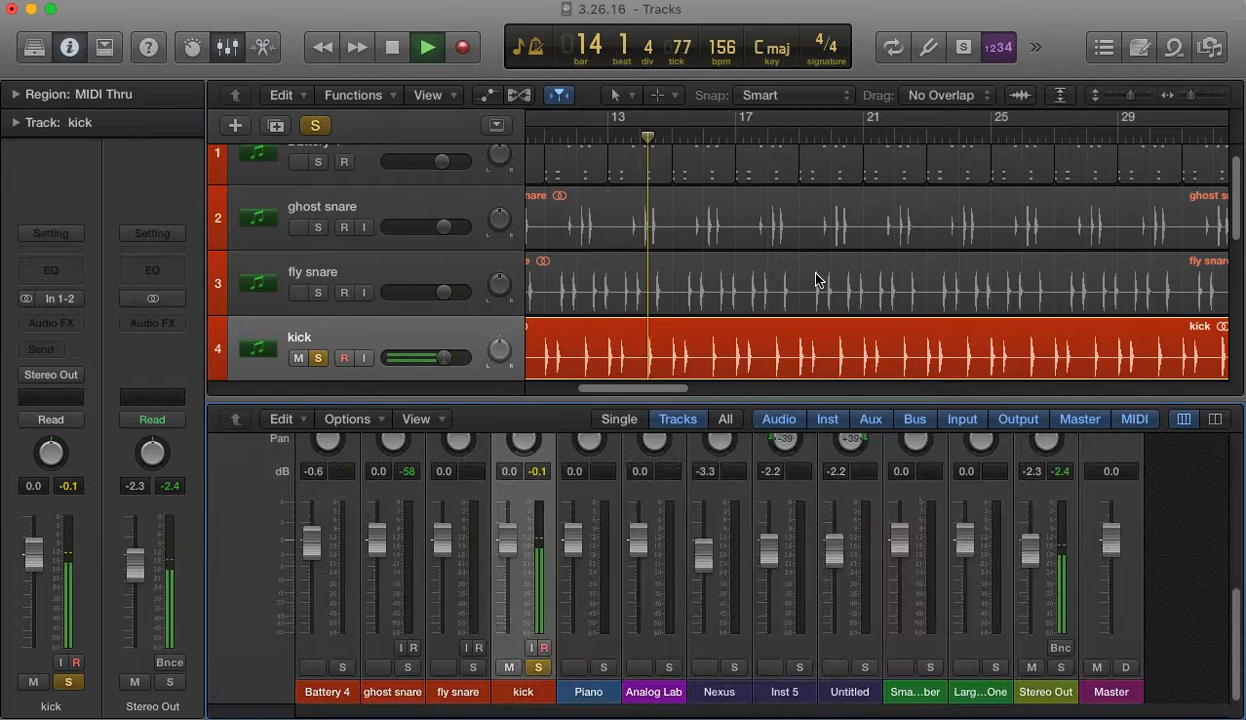 3.26.16 - Tracks
14 1 4 77 156 C maj 4/4
bar beat div tick bpm key signature
S 1234
Region: MIDI Thru
Edit Functions View Snap: Smart Drag: No Overlap
Track: kick
S
13 17 21 25 29
1 S R L R
2 ghost snare S R I L R
nare ghost s
3 fly snare S R I L R
e fly snare
4 kick M S R I L R
kick
Setting Setting
EQ EQ
In 1-2
Audio FX Audio FX
Send
Stereo Out
Read Read
0.0 -0.1 -2.3 -2.4
I R Bnce
M S M S
kick Stereo Out
Edit Options View Single Tracks All Audio Inst Aux Bus Input Output Master MIDI
Pan -39 +39
dB -0.6 0.0 -58 0.0 0.0 -0.1 0.0 0.0 -3.3 -2.2 -2.2 0.0 0.0 -2.3 -2.4 0.0
I R I R I R Bnc
S S S M S S S S S S S S M S M D
Battery 4 ghost snare fly snare kick Piano Analog Lab Nexus Inst 5 Untitled Sma...ber Larg...One Stereo Out Master